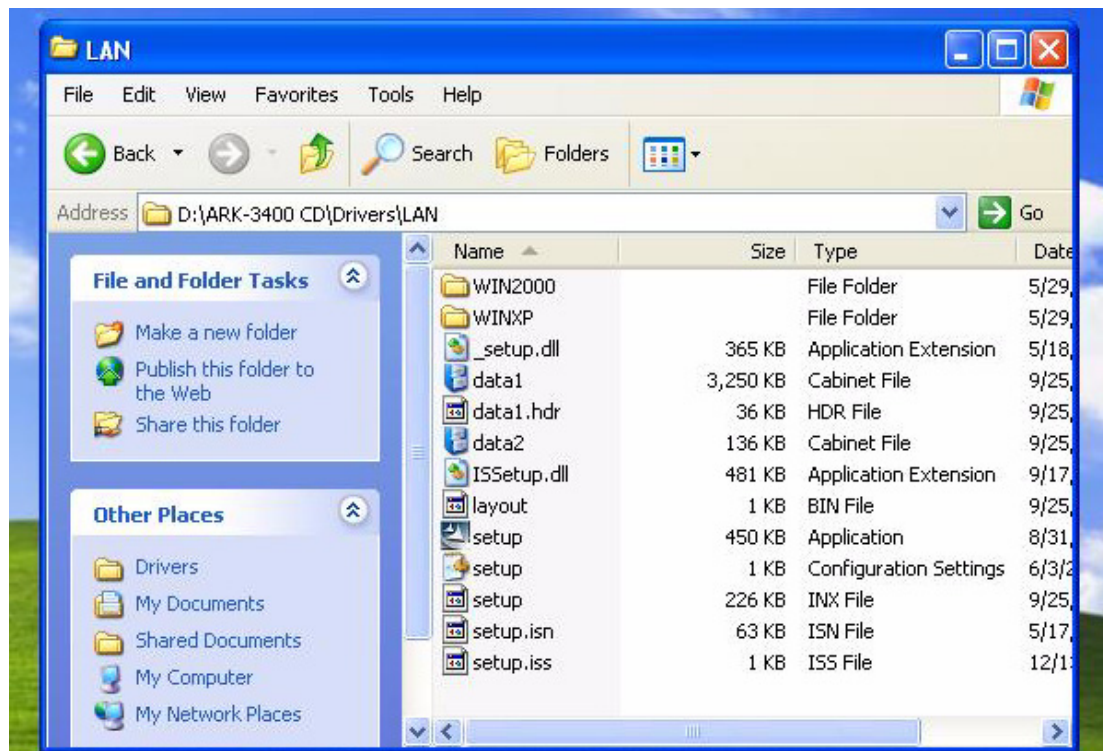 LAN
File Edit View Favorites Tools Help
Back Search Folders
Address D:\ARK-3400 CD\Drivers\LAN Go
File and Folder Tasks
Make a new folder
Publish this folder to
the Web
Share this folder
Other Places
Drivers
My Documents
Shared Documents
My Computer
My Network Places
Name Size Type Date
WIN2000 File Folder 5/29,
WINXP File Folder 5/29,
_setup.dll 365 KB Application Extension 5/18,
data1 3,250 KB Cabinet File 9/25,
data1.hdr 36 KB HDR File 9/25,
data2 136 KB Cabinet File 9/25,
ISSetup.dll 481 KB Application Extension 9/17,
layout 1 KB BIN File 9/25,
setup 450 KB Application 8/31,
setup 1 KB Configuration Settings 6/3/2
setup 226 KB INX File 9/25,
setup.isn 63 KB ISN File 5/17,
setup.iss 1 KB ISS File 12/1